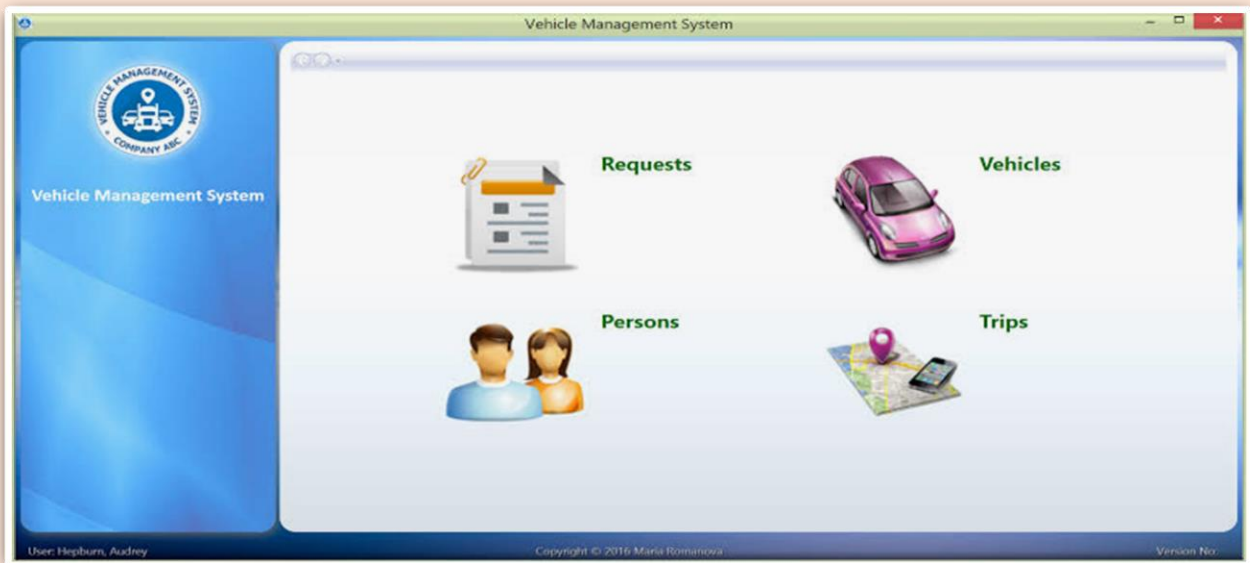 Vehicle Management System
VEHICLE MANAGEMENT SYSTEM
COMPANY ABC
Vehicle Management System
Requests
Vehicles
Persons
Trips
User: Hepburn, Audrey
Copyright © 2016 Maria Romanova
Version No: